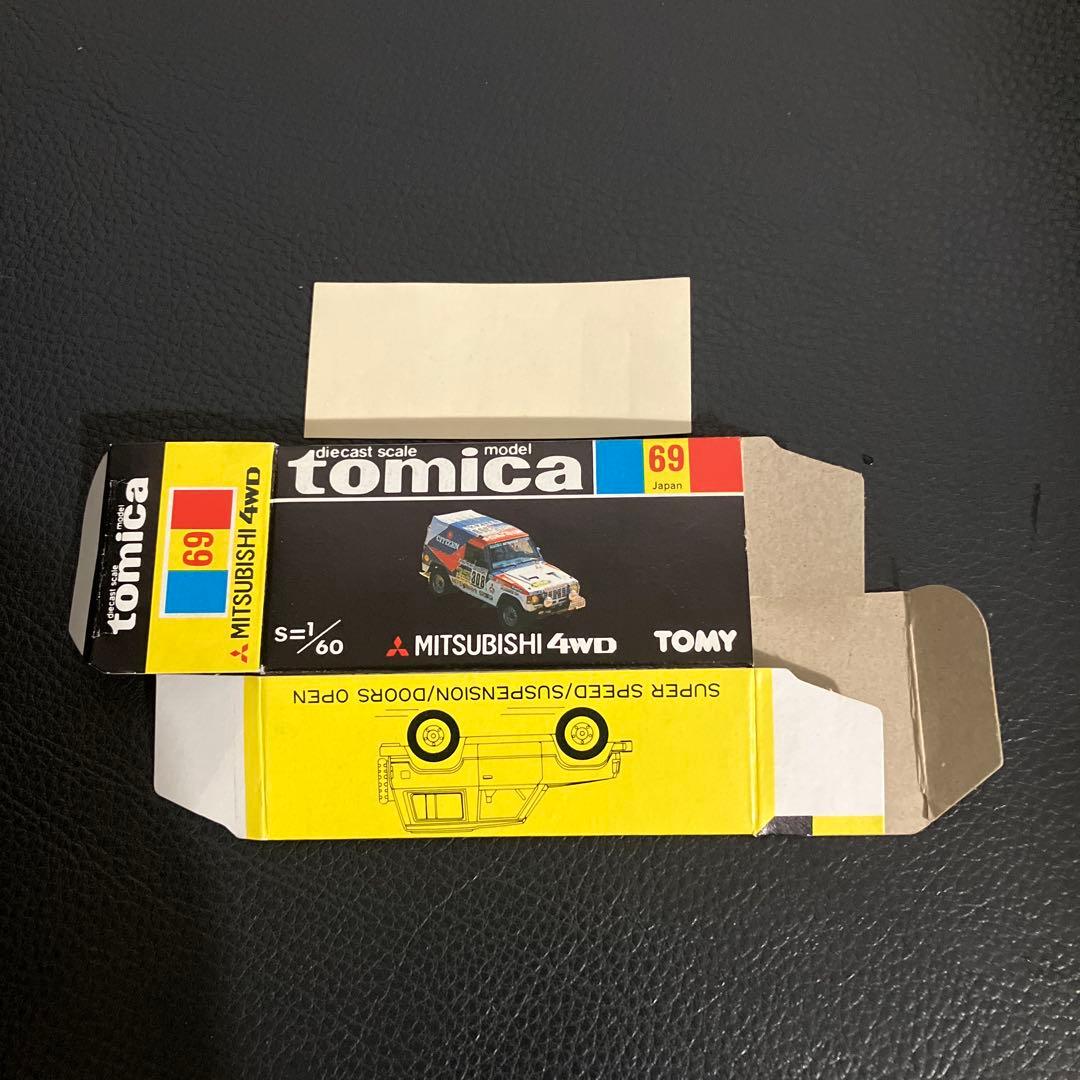 diecast scale model
tomica
69
Japan
CITIZEN
S=1/60
MITSUBISHI 4WD
TOMY
diecast scale model
tomica
69
MITSUBISHI 4WD
SUPER SPEED/SUSPENSION/DOORS OPEN